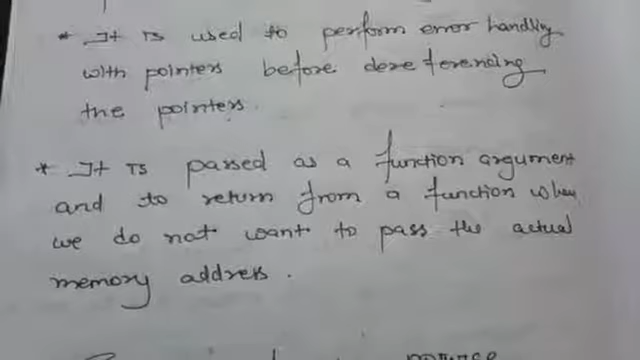 * It is used to perform error handling
with pointers before dereferencing
the pointers.
* It is passed as a function argument
and to return from a function when
we do not want to pass the actual
memory address.